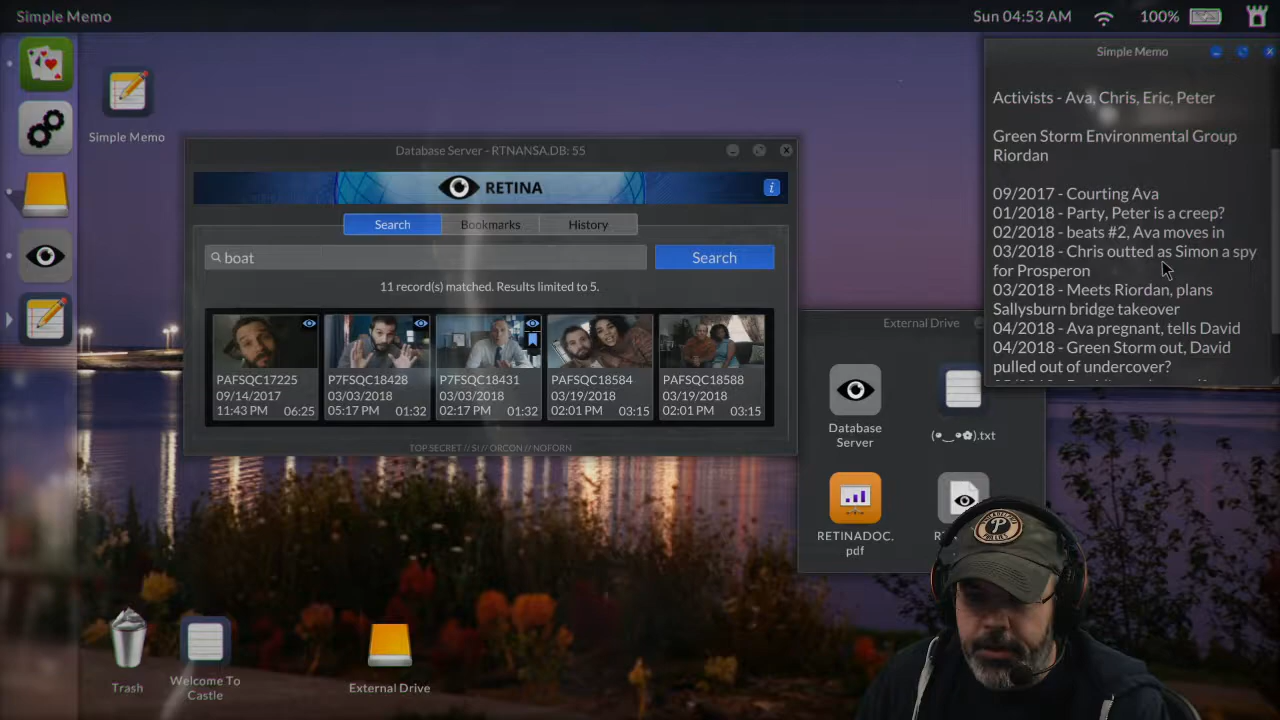 Simple Memo
Sun 04:53 AM
100%
Simple Memo
Simple Memo
Activists - Ava, Chris, Eric, Peter
Green Storm Environmental Group
Riordan
09/2017 - Courting Ava
01/2018 - Party, Peter is a creep?
02/2018 - beats #2, Ava moves in
03/2018 - Chris outted as Simon a spy
for Prosperon
03/2018 - Meets Riordan, plans
Sallysburn bridge takeover
04/2018 - Ava pregnant, tells David
04/2018 - Green Storm out, David
pulled out of undercover?
Database Server - RTNANSA.DB: 55
RETINA
i
Search
Bookmarks
History
boat
Search
11 record(s) matched. Results limited to 5.
PAFSQC17225
09/14/2017
11:43 PM 06:25
P7FSQC18428
03/03/2018
05:17 PM 01:32
P7FSQC18431
03/03/2018
02:17 PM 01:32
PAFSQC18584
03/19/2018
02:01 PM 03:15
PAFSQC18588
03/19/2018
02:01 PM 03:15
TOP SECRET // SI // ORCON // NOFORN
External Drive
Database
Server
(•‿•✿).txt
RETINADOC.
pdf
P
Trash
Welcome To
Castle
External Drive